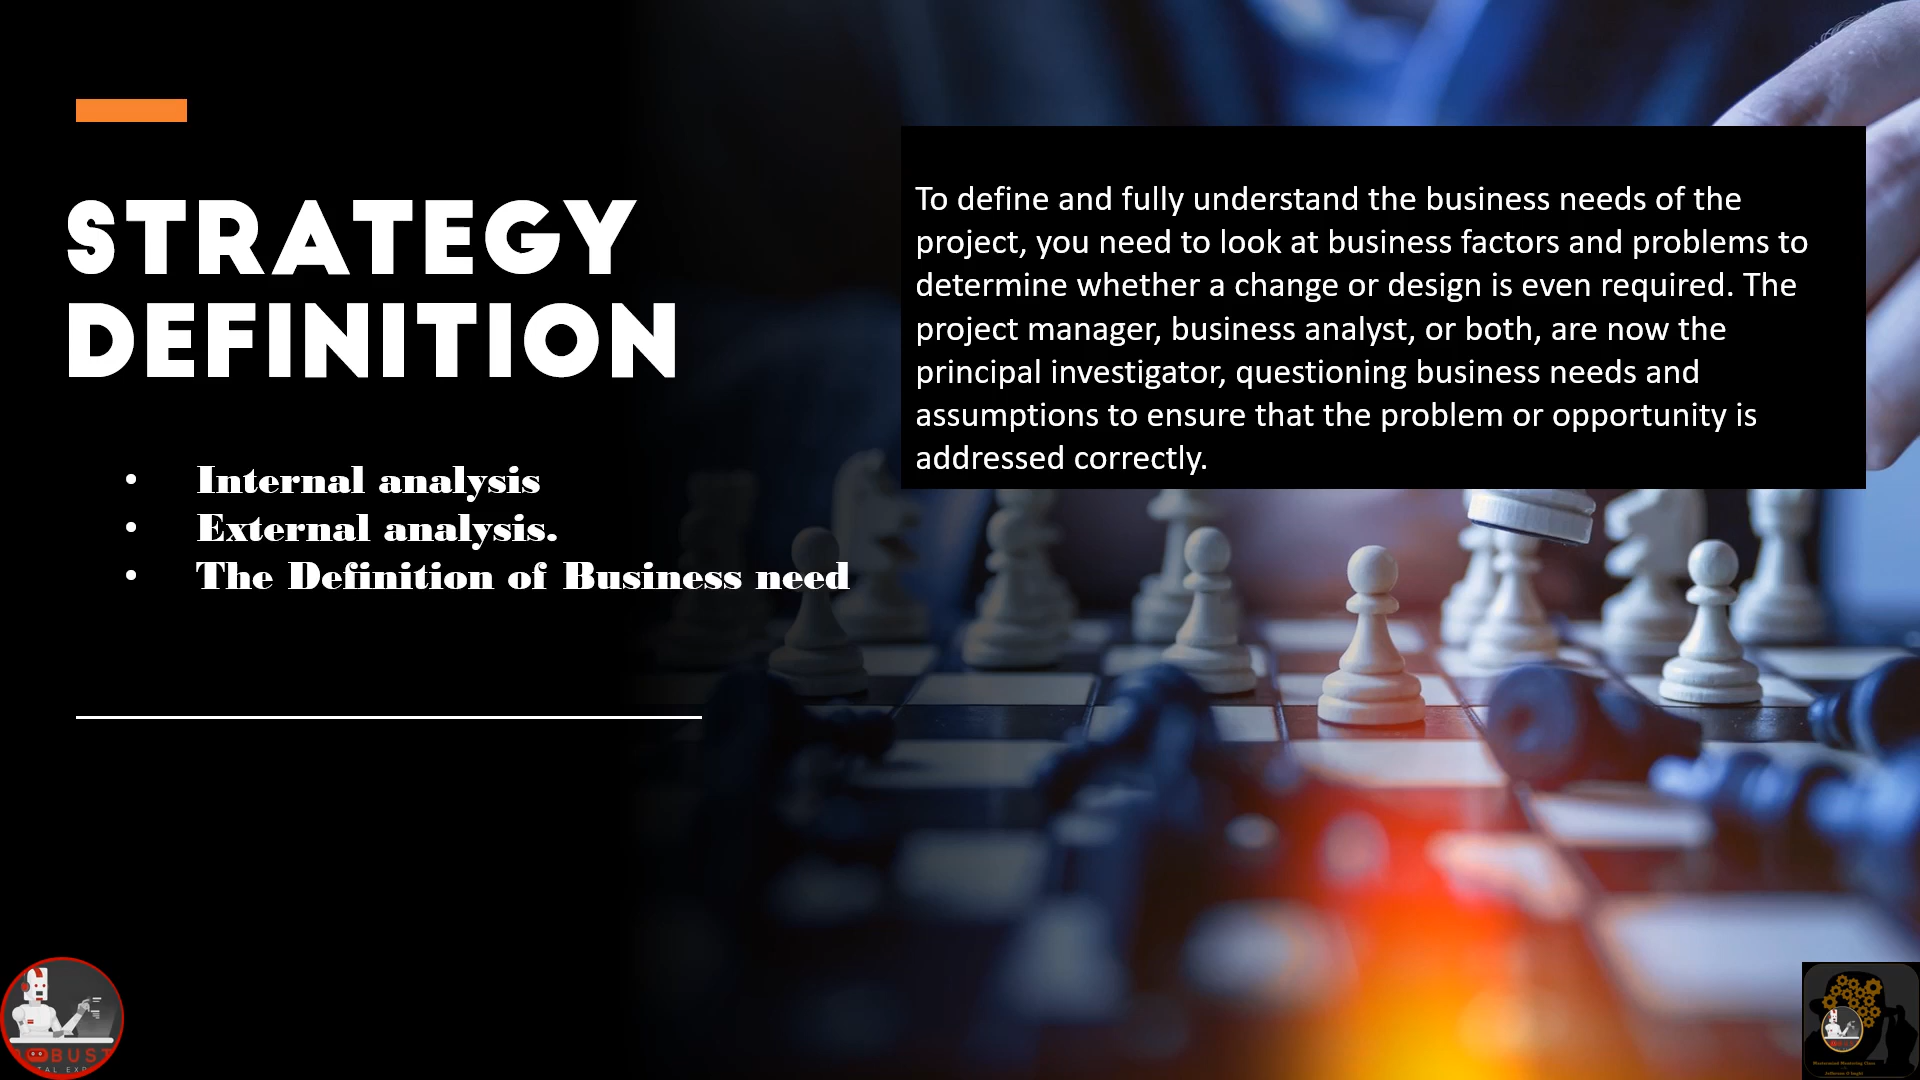 STRATEGY
DEFINITION
• Internal analysis
• External analysis.
• The Definition of Business need
To define and fully understand the business needs of the
project, you need to look at business factors and problems to
determine whether a change or design is even required. The
project manager, business analyst, or both, are now the
principal investigator, questioning business needs and
assumptions to ensure that the problem or opportunity is
addressed correctly.